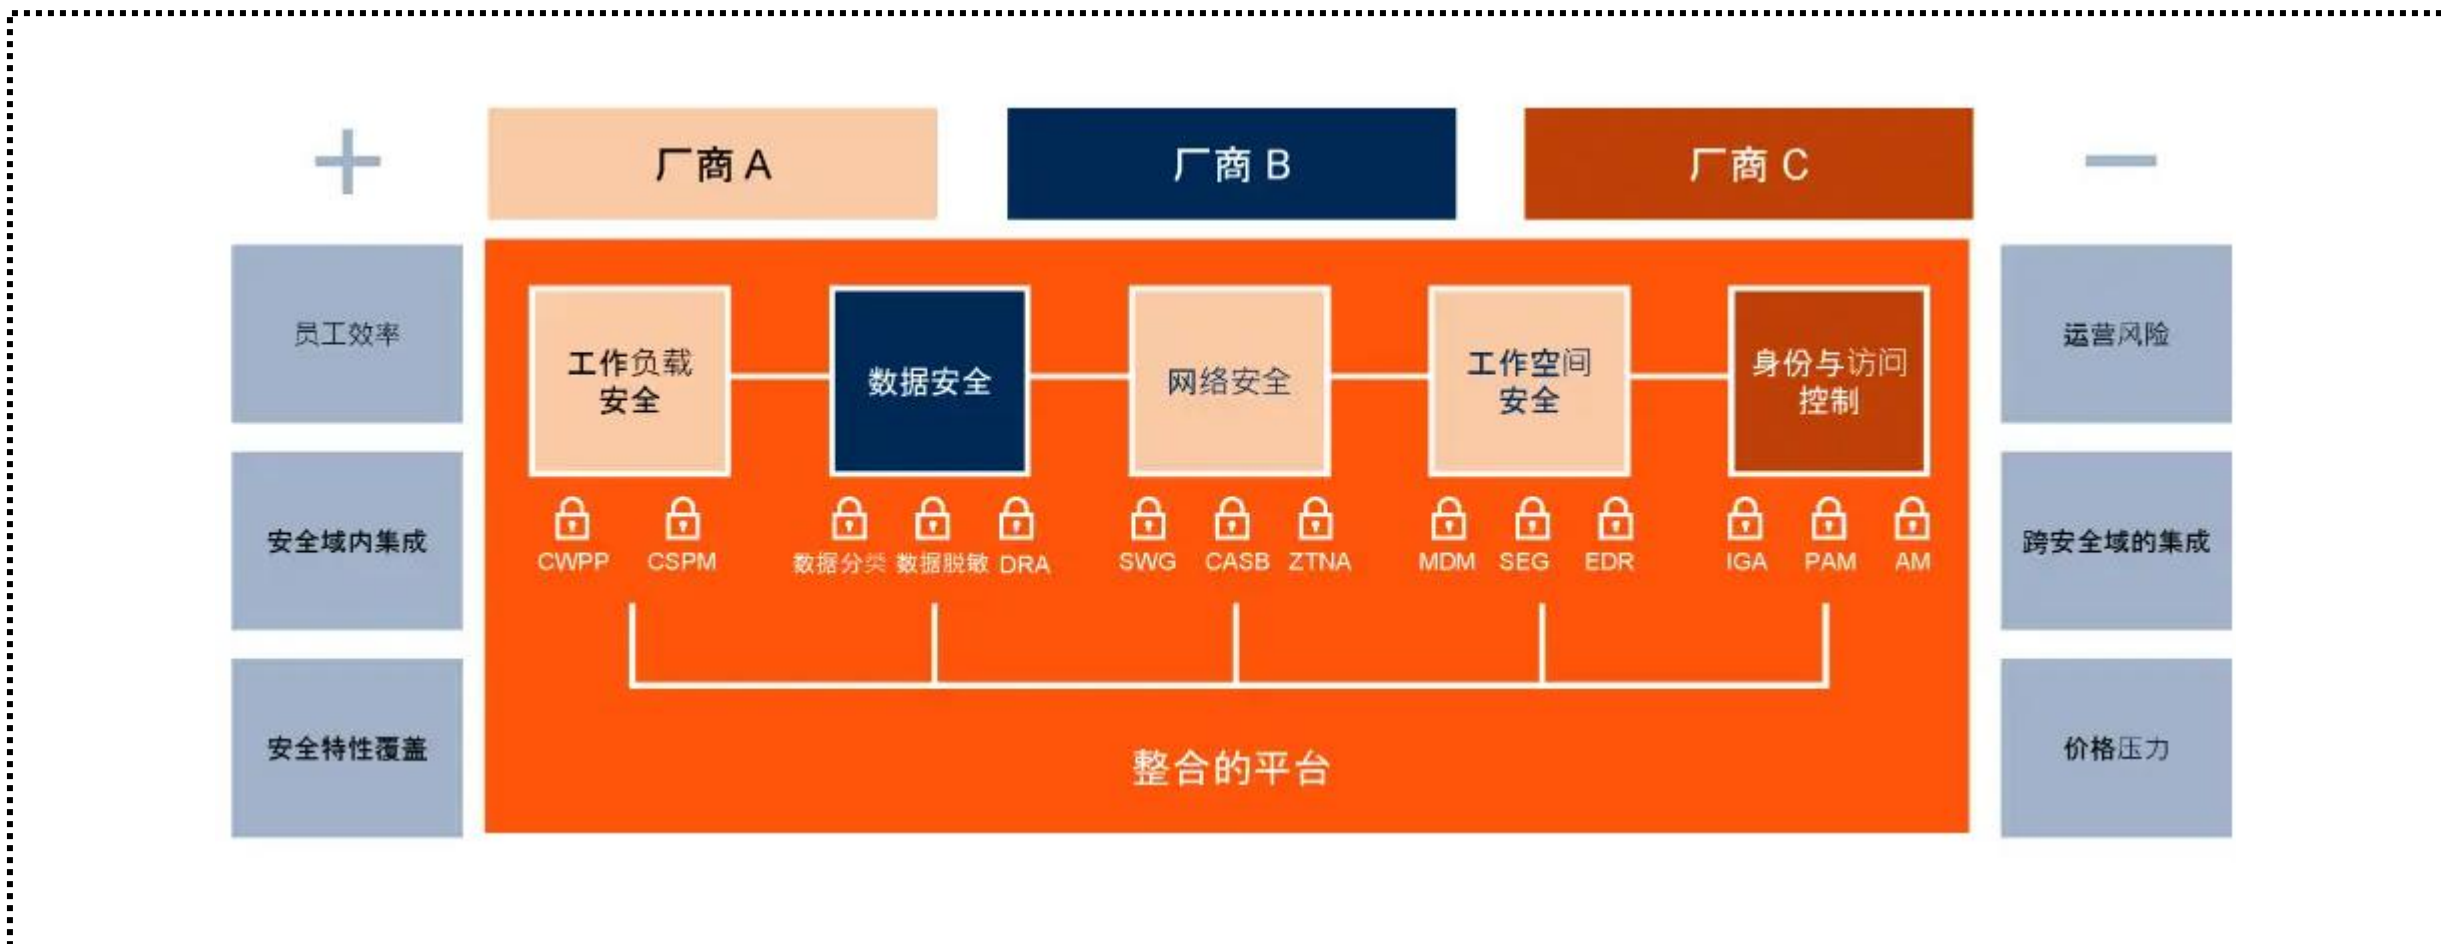 厂商 A
厂商 B
厂商 C
员工效率
安全域内集成
安全特性覆盖
工作负载
安全
数据安全
网络安全
工作空间
安全
身份与访问
控制
CWPP CSPM
数据分类 数据脱敏 DRA
SWG CASB ZTNA
MDM SEG EDR
IGA PAM AM
整合的平台
运营风险
跨安全域的集成
价格压力